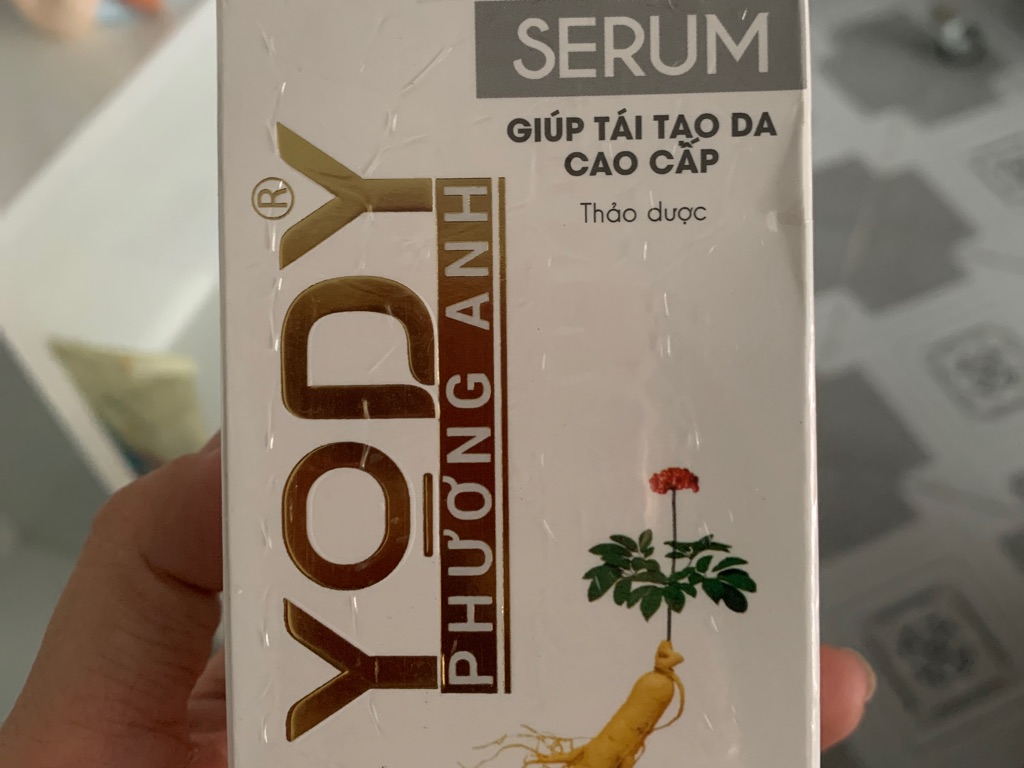 SERUM
GIÚP TÁI TẠO DA
CAO CẤP
Thảo dược
YODY®
PHƯƠNG ANH